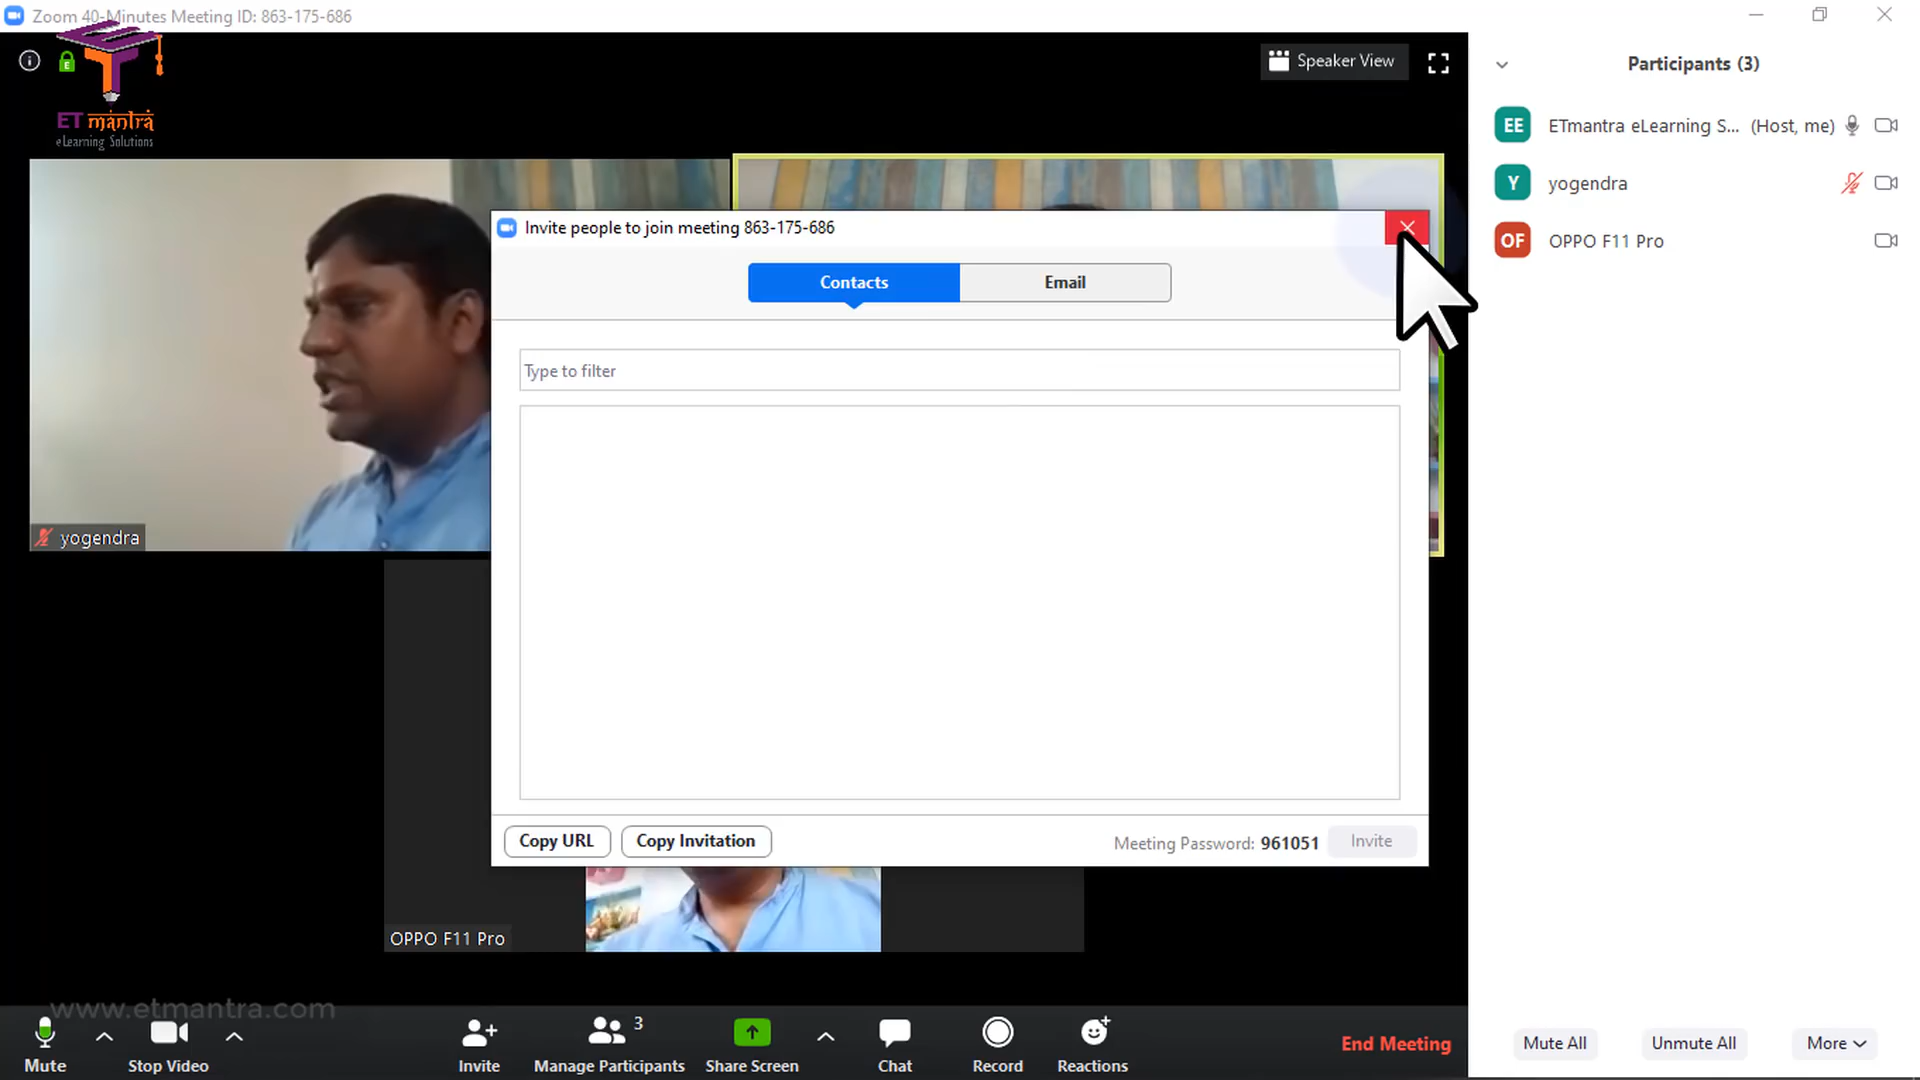 Zoom 40-Minutes Meeting ID: 863-175-686
ET मंत्रा
eLearning Solutions
Speaker View
Participants (3)
EE ETmantra eLearning S... (Host, me)
Y yogendra
OF OPPO F11 Pro
Invite people to join meeting 863-175-686
Contacts Email
Type to filter
yogendra
Copy URL Copy Invitation Meeting Password: 961051 Invite
OPPO F11 Pro
www.etmantra.com
3
Mute Stop Video Invite Manage Participants Share Screen Chat Record Reactions End Meeting
Mute All Unmute All More